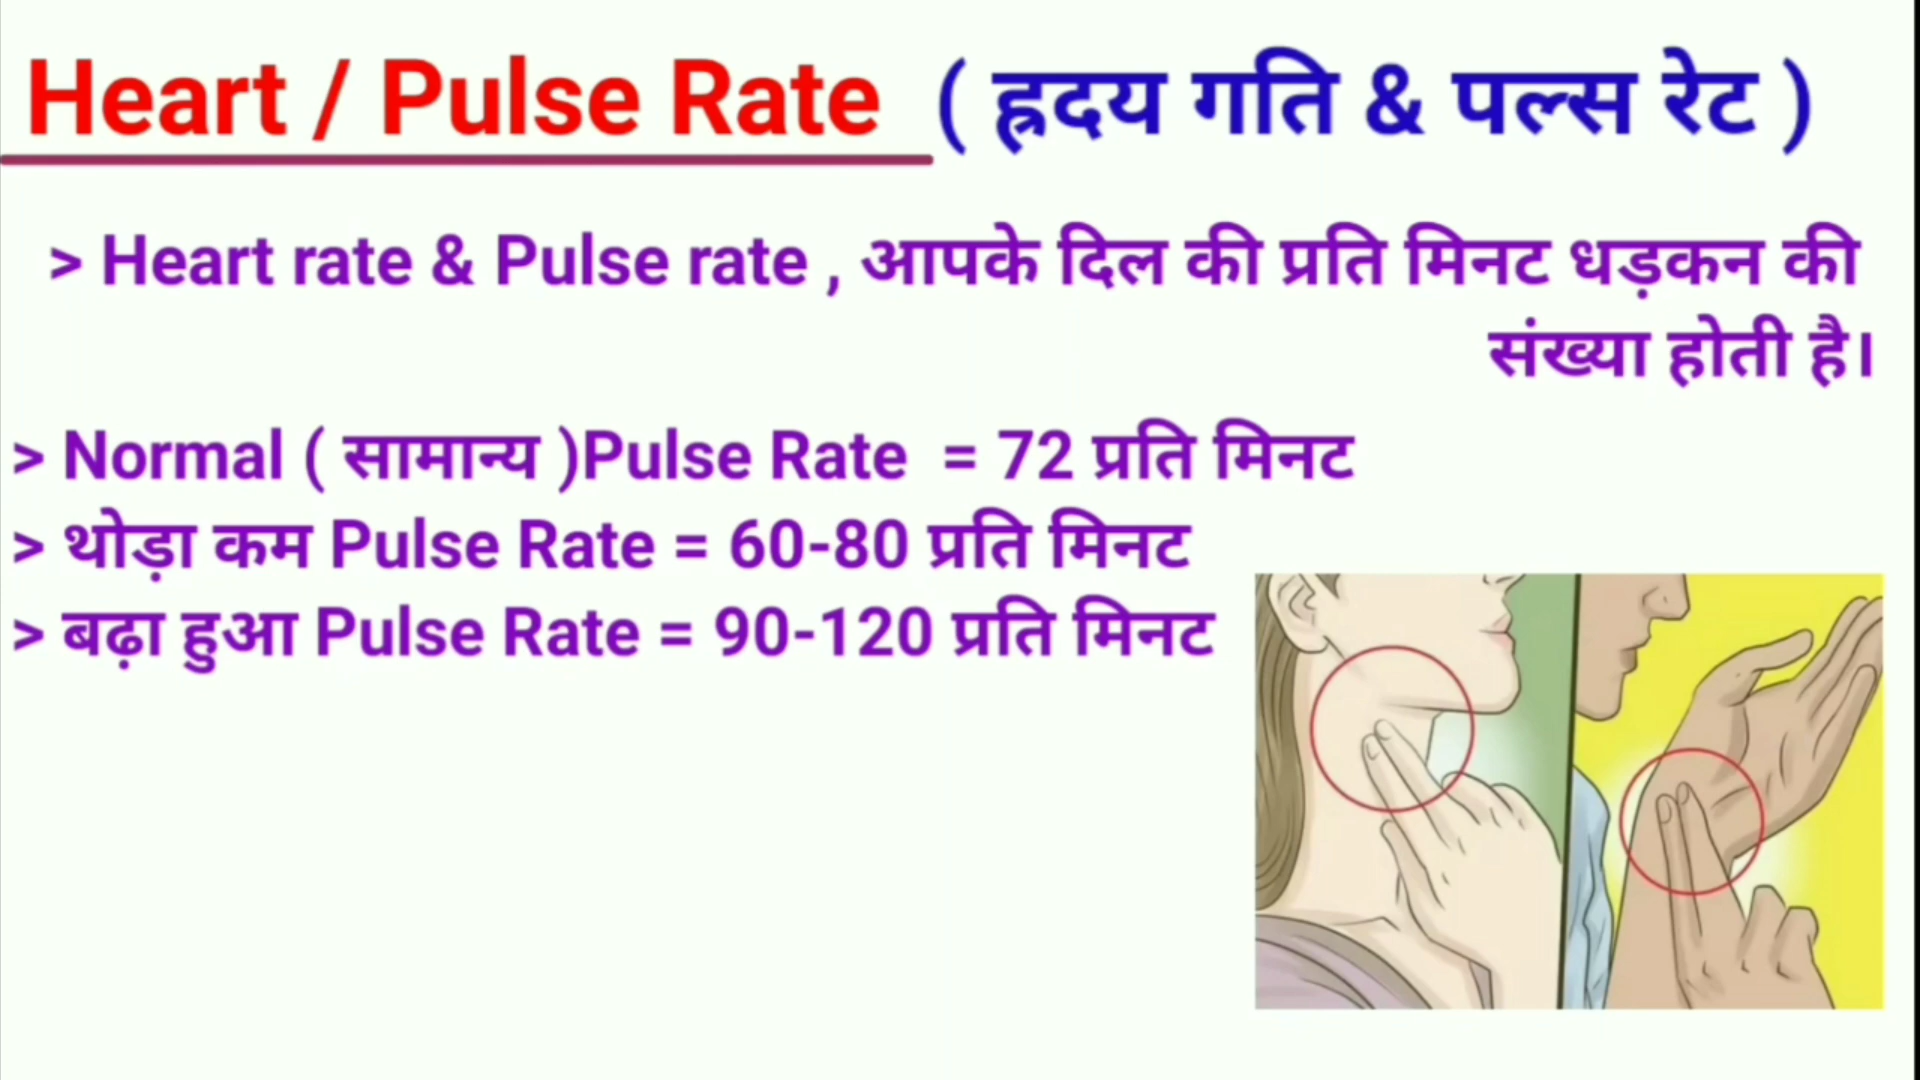 Heart / Pulse Rate ( ह्रदय गति & पल्स रेट )
> Heart rate & Pulse rate , आपके दिल की प्रति मिनट धड़कन की
संख्या होती है।
> Normal ( सामान्य )Pulse Rate = 72 प्रति मिनट
> थोड़ा कम Pulse Rate = 60-80 प्रति मिनट
> बढ़ा हुआ Pulse Rate = 90-120 प्रति मिनट